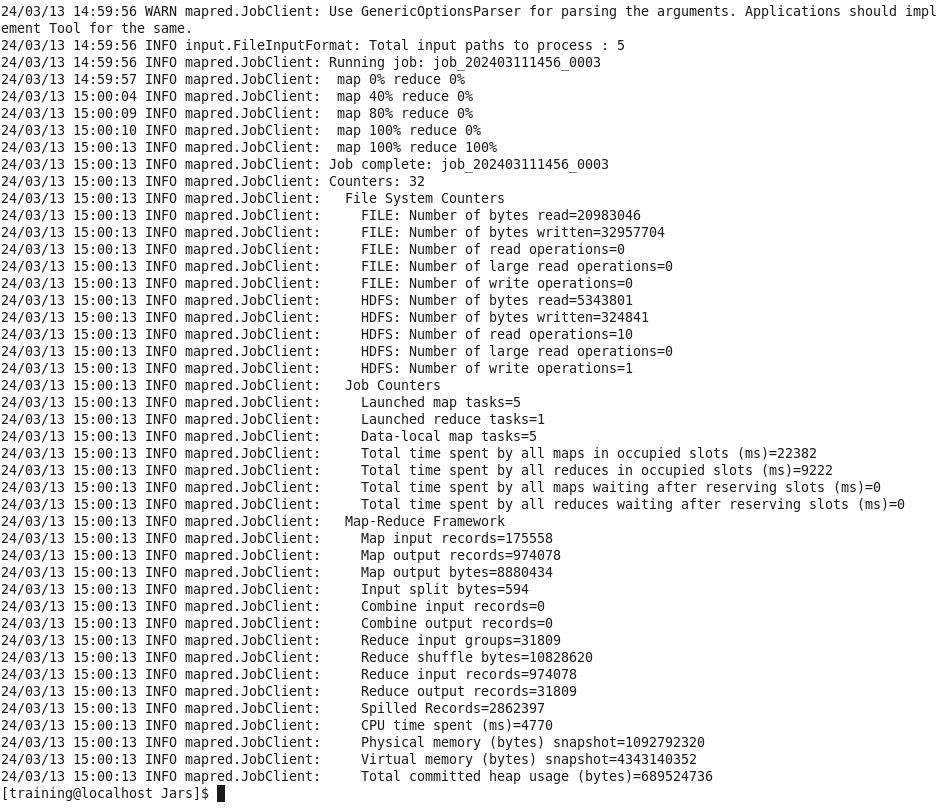 24/03/13 14:59:56 WARN mapred.JobClient: Use GenericOptionsParser for parsing the arguments. Applications should impl
ement Tool for the same.
24/03/13 14:59:56 INFO input.FileInputFormat: Total input paths to process : 5
24/03/13 14:59:56 INFO mapred.JobClient: Running job: job_202403111456_0003
24/03/13 14:59:57 INFO mapred.JobClient:  map 0% reduce 0%
24/03/13 15:00:04 INFO mapred.JobClient:  map 40% reduce 0%
24/03/13 15:00:09 INFO mapred.JobClient:  map 80% reduce 0%
24/03/13 15:00:10 INFO mapred.JobClient:  map 100% reduce 0%
24/03/13 15:00:13 INFO mapred.JobClient:  map 100% reduce 100%
24/03/13 15:00:13 INFO mapred.JobClient: Job complete: job_202403111456_0003
24/03/13 15:00:13 INFO mapred.JobClient: Counters: 32
24/03/13 15:00:13 INFO mapred.JobClient:   File System Counters
24/03/13 15:00:13 INFO mapred.JobClient:     FILE: Number of bytes read=20983046
24/03/13 15:00:13 INFO mapred.JobClient:     FILE: Number of bytes written=32957704
24/03/13 15:00:13 INFO mapred.JobClient:     FILE: Number of read operations=0
24/03/13 15:00:13 INFO mapred.JobClient:     FILE: Number of large read operations=0
24/03/13 15:00:13 INFO mapred.JobClient:     FILE: Number of write operations=0
24/03/13 15:00:13 INFO mapred.JobClient:     HDFS: Number of bytes read=5343801
24/03/13 15:00:13 INFO mapred.JobClient:     HDFS: Number of bytes written=324841
24/03/13 15:00:13 INFO mapred.JobClient:     HDFS: Number of read operations=10
24/03/13 15:00:13 INFO mapred.JobClient:     HDFS: Number of large read operations=0
24/03/13 15:00:13 INFO mapred.JobClient:     HDFS: Number of write operations=1
24/03/13 15:00:13 INFO mapred.JobClient:   Job Counters
24/03/13 15:00:13 INFO mapred.JobClient:     Launched map tasks=5
24/03/13 15:00:13 INFO mapred.JobClient:     Launched reduce tasks=1
24/03/13 15:00:13 INFO mapred.JobClient:     Data-local map tasks=5
24/03/13 15:00:13 INFO mapred.JobClient:     Total time spent by all maps in occupied slots (ms)=22382
24/03/13 15:00:13 INFO mapred.JobClient:     Total time spent by all reduces in occupied slots (ms)=9222
24/03/13 15:00:13 INFO mapred.JobClient:     Total time spent by all maps waiting after reserving slots (ms)=0
24/03/13 15:00:13 INFO mapred.JobClient:     Total time spent by all reduces waiting after reserving slots (ms)=0
24/03/13 15:00:13 INFO mapred.JobClient:   Map-Reduce Framework
24/03/13 15:00:13 INFO mapred.JobClient:     Map input records=175558
24/03/13 15:00:13 INFO mapred.JobClient:     Map output records=974078
24/03/13 15:00:13 INFO mapred.JobClient:     Map output bytes=8880434
24/03/13 15:00:13 INFO mapred.JobClient:     Input split bytes=594
24/03/13 15:00:13 INFO mapred.JobClient:     Combine input records=0
24/03/13 15:00:13 INFO mapred.JobClient:     Combine output records=0
24/03/13 15:00:13 INFO mapred.JobClient:     Reduce input groups=31809
24/03/13 15:00:13 INFO mapred.JobClient:     Reduce shuffle bytes=10828620
24/03/13 15:00:13 INFO mapred.JobClient:     Reduce input records=974078
24/03/13 15:00:13 INFO mapred.JobClient:     Reduce output records=31809
24/03/13 15:00:13 INFO mapred.JobClient:     Spilled Records=2862397
24/03/13 15:00:13 INFO mapred.JobClient:     CPU time spent (ms)=4770
24/03/13 15:00:13 INFO mapred.JobClient:     Physical memory (bytes) snapshot=1092792320
24/03/13 15:00:13 INFO mapred.JobClient:     Virtual memory (bytes) snapshot=4343140352
24/03/13 15:00:13 INFO mapred.JobClient:     Total committed heap usage (bytes)=689524736
[training@localhost Jars]$